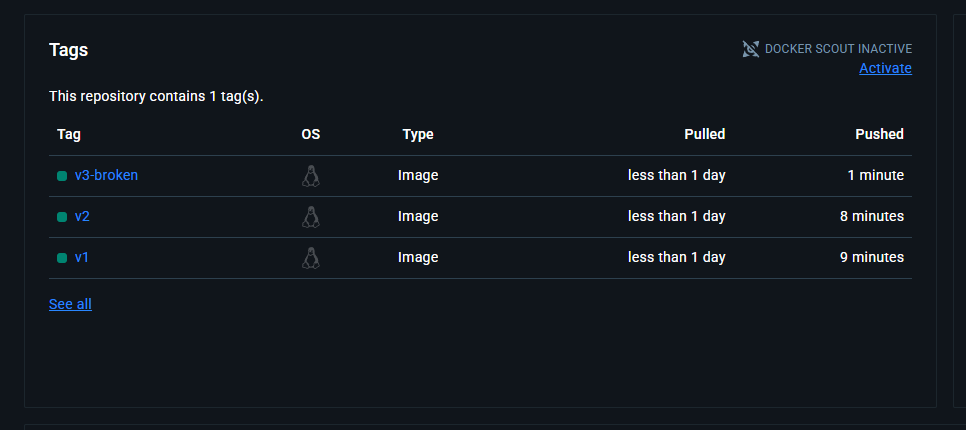 Tags
DOCKER SCOUT INACTIVE
Activate
This repository contains 1 tag(s).
Tag OS Type Pulled Pushed
v3-broken Image less than 1 day 1 minute
v2 Image less than 1 day 8 minutes
v1 Image less than 1 day 9 minutes
See all